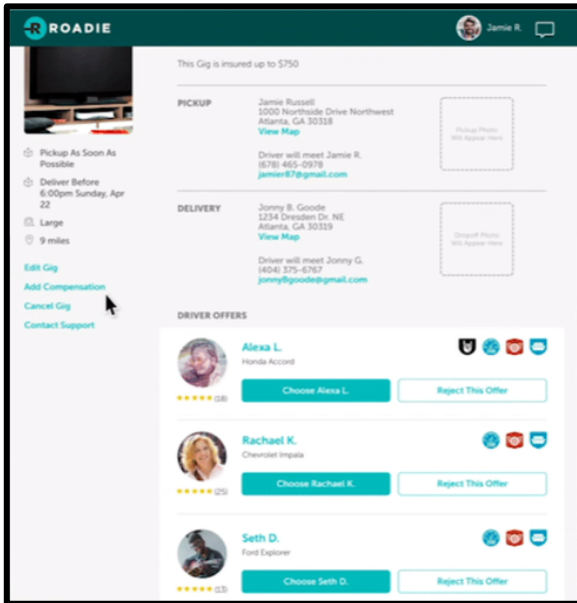 ROADIE
Jamie R.
This Gig is insured up to $750
Pickup As Soon As
Possible
Deliver Before
6:00pm Sunday, Apr
22
Large
9 miles
Edit Gig
Add Compensation
Cancel Gig
Contact Support
PICKUP
Jamie Russell
1000 Northside Drive Northwest
Atlanta, GA 30318
View Map
Driver will meet Jamie R.
(678) 465-0978
jamier87@gmail.com
Pickup Photo
Will Appear Here
DELIVERY
Jonny B. Goode
1234 Dresden Dr. NE
Atlanta, GA 30319
View Map
Driver will meet Jonny G.
(404) 375-6767
jonnyBgoode@gmail.com
Dropoff Photo
Will Appear Here
DRIVER OFFERS
Alexa L.
Honda Accord
(18)
Choose Alexa L.
Reject This Offer
Rachael K.
Chevrolet Impala
(25)
Choose Rachael K.
Reject This Offer
Seth D.
Ford Explorer
(13)
Choose Seth D.
Reject This Offer